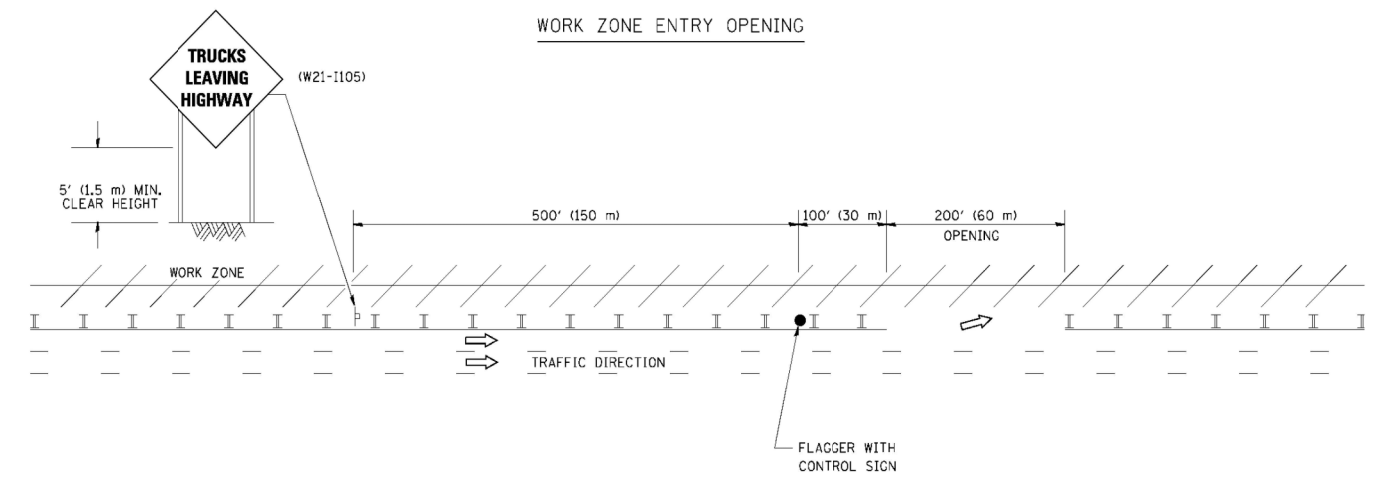 WORK ZONE ENTRY OPENING
TRUCKS
LEAVING
HIGHWAY
(W21-I105)
5' (1.5 m) MIN.
CLEAR HEIGHT
500' (150 m)
100' (30 m)
200' (60 m)
OPENING
WORK ZONE
TRAFFIC DIRECTION
FLAGGER WITH
CONTROL SIGN